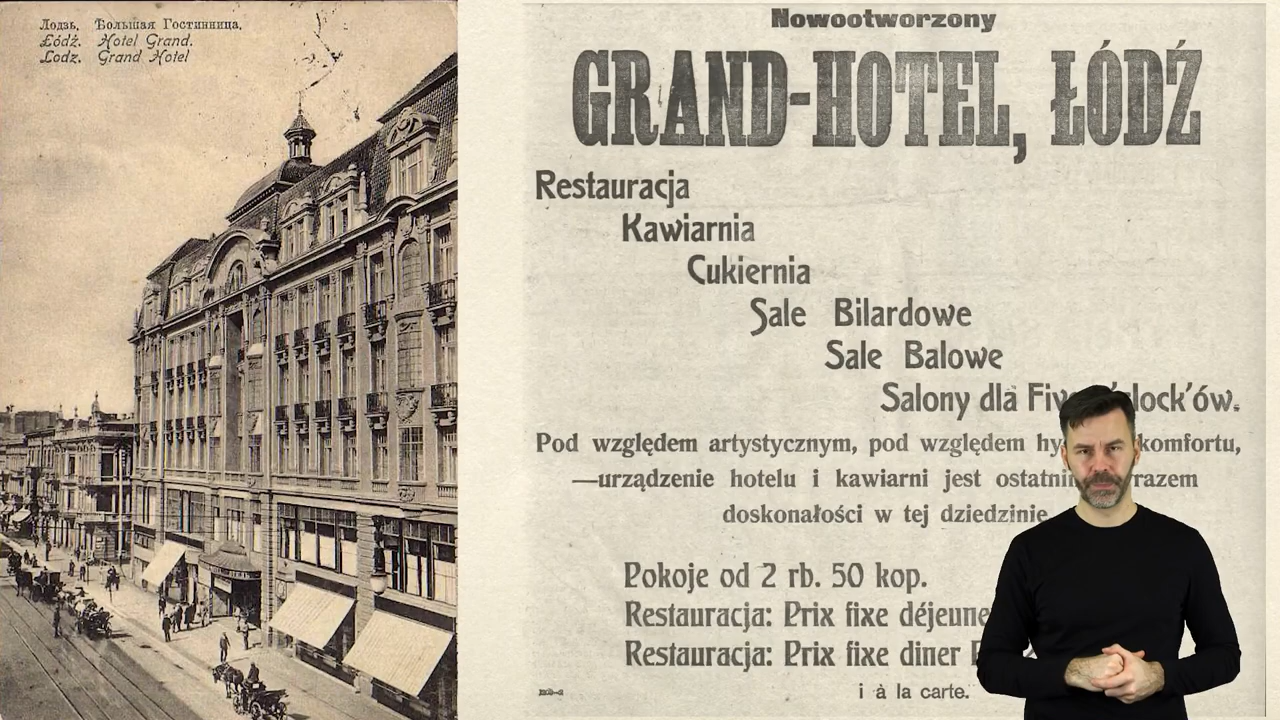 Лодзь, Большая Гостинница.
Łódź. Hotel Grand.
Lodz. Grand Hotel
Nowootworzony
GRAND-HOTEL, ŁÓDŹ
Restauracja
Kawiarnia
Cukiernia
Sale Bilardowe
Sale Balowe
Salony dla
Pod względem artystycznym, pod względem komfortu,
—urządzenie hotelu i kawiarni jest
doskonałości w tej dziedzinie
Pokoje od 2 rb. 50 kop.
Restauracja: Prix fixe
Restauracja: Prix fixe diner
i à la carte.